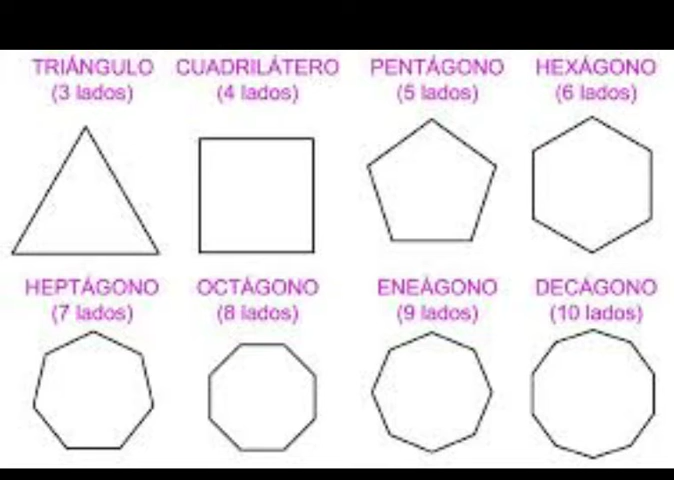 TRIÁNGULO CUADRILÁTERO PENTÁGONO HEXÁGONO
(3 lados) (4 lados) (5 lados) (6 lados)
HEPTÁGONO OCTÁGONO ENEÁGONO DECÁGONO
(7 lados) (8 lados) (9 lados) (10 lados)